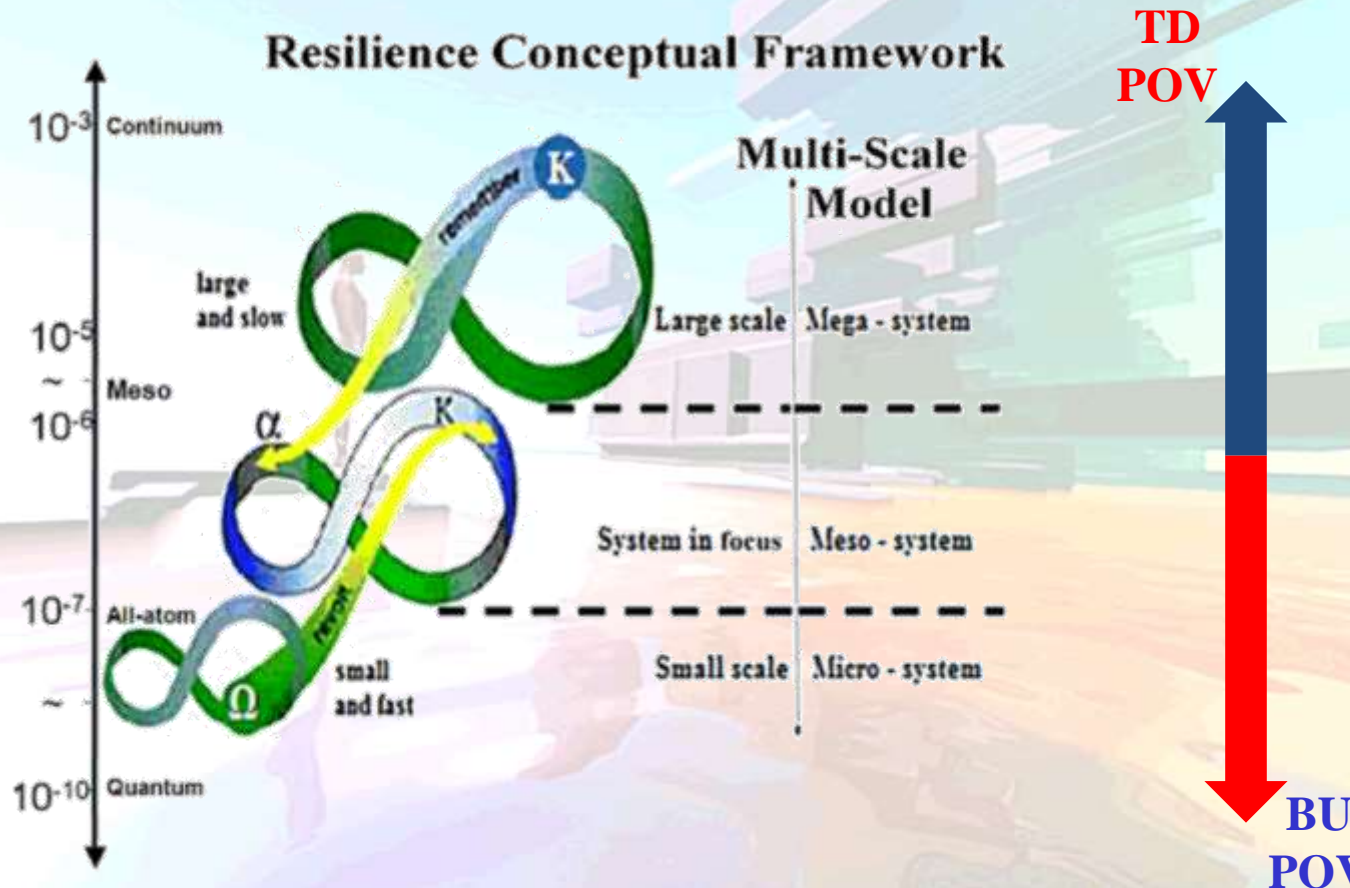 Resilience Conceptual Framework
TD
POV
10-3
Continuum
Multi-Scale
Model
K
remember
large
and slow
10-5
Large scale
Mega - system
~
Meso
10-6
α
K
System in focus
Meso - system
10-7
All-atom
revolt
small
and fast
Small scale
Micro - system
~
Ω
10-10
Quantum
BU
POV